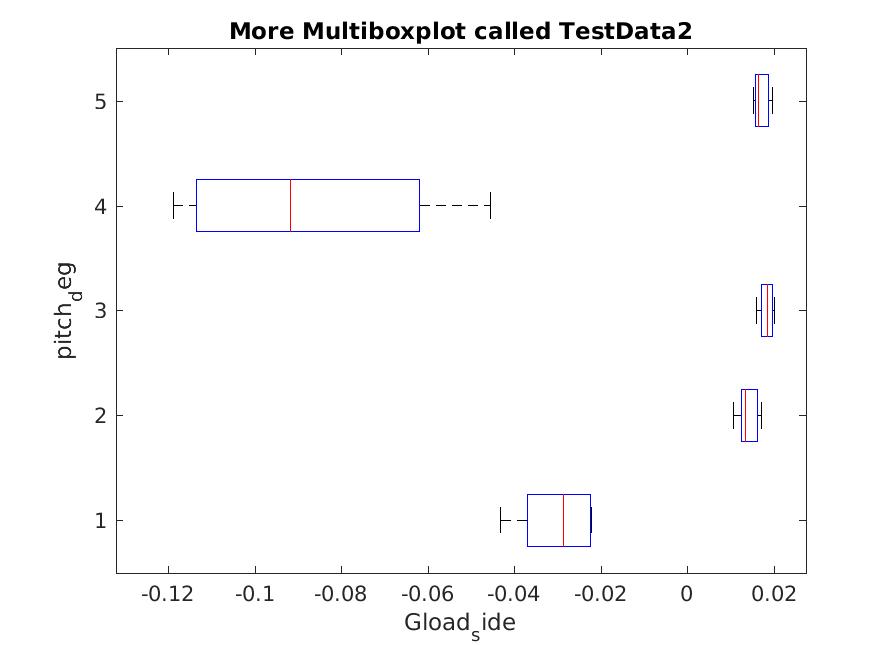 More Multiboxplot called TestData2
5
4
3
2
1
pitch_deg
-0.12 -0.1 -0.08 -0.06 -0.04 -0.02 0 0.02
Gload_side